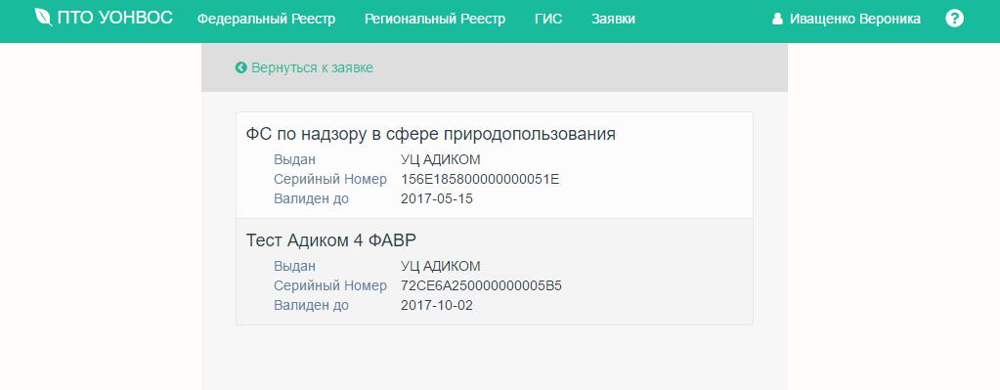 ПТО УОНВОС Федеральный Реестр Региональный Реестр ГИС Заявки Иващенко Вероника
Вернуться к заявке
ФС по надзору в сфере природопользования
Выдан УЦ АДИКОМ
Серийный Номер 156E185800000000051E
Валиден до 2017-05-15
Тест Адиком 4 ФАВР
Выдан УЦ АДИКОМ
Серийный Номер 72CE6A250000000005B5
Валиден до 2017-10-02